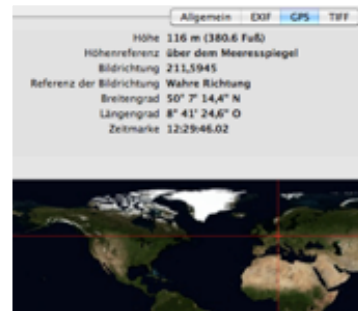 Allgemein EXIF GPS TIFF
Höhe 116 m (380.6 Fuß)
Höhenreferenz über dem Meeresspiegel
Bildrichtung 211,5945
Referenz der Bildrichtung Wahre Richtung
Breitengrad 50° 7' 14,4" N
Längengrad 8° 41' 24,6" O
Zeitmarke 12:29:46.02